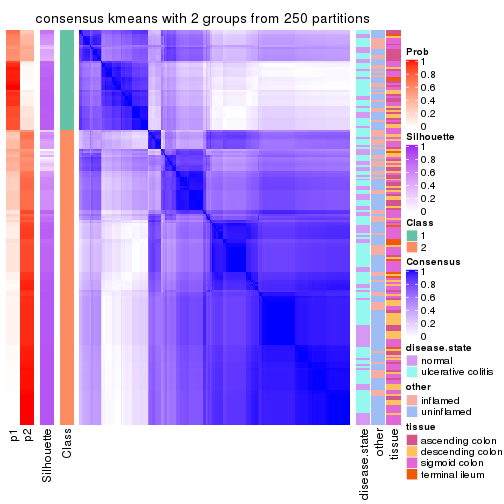 consensus kmeans with 2 groups from 250 partitions
p1
p2
Silhouette
Class
disease.state
other
tissue
Prob
1
0.8
0.6
0.4
0.2
0
Silhouette
1
0.8
0.6
0.4
0.2
0
Class
1
2
Consensus
1
0.8
0.6
0.4
0.2
0
disease.state
normal
ulcerative colitis
other
inflamed
uninflamed
tissue
ascending colon
descending colon
sigmoid colon
terminal ileum